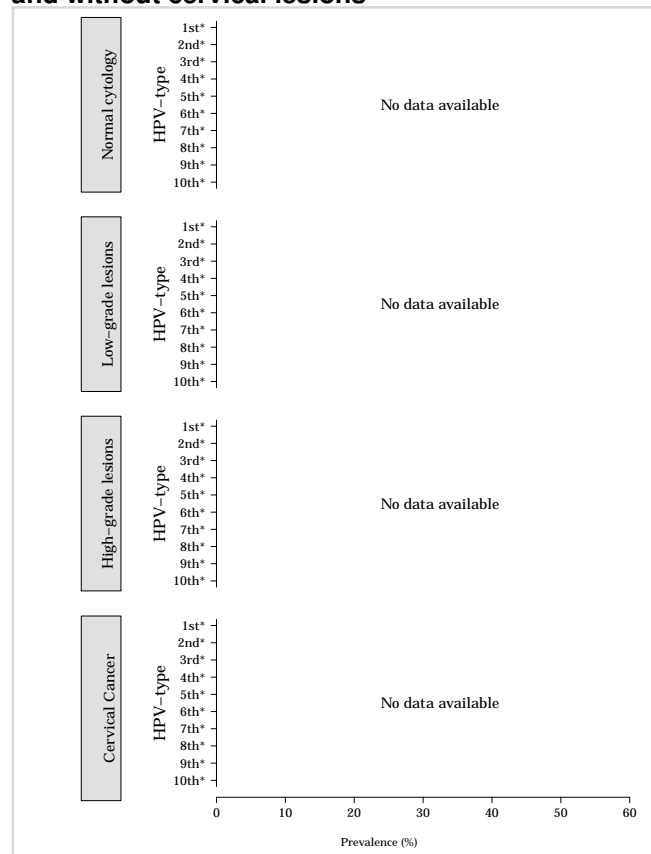 and without cervical lesions
Normal cytology
HPV−type
1st*
2nd*
3rd*
4th*
5th*
6th*
7th*
8th*
9th*
10th*
No data available
Low−grade lesions
HPV−type
1st*
2nd*
3rd*
4th*
5th*
6th*
7th*
8th*
9th*
10th*
No data available
High−grade lesions
HPV−type
1st*
2nd*
3rd*
4th*
5th*
6th*
7th*
8th*
9th*
10th*
No data available
Cervical Cancer
HPV−type
1st*
2nd*
3rd*
4th*
5th*
6th*
7th*
8th*
9th*
10th*
No data available
0 10 20 30 40 50 60
Prevalence (%)